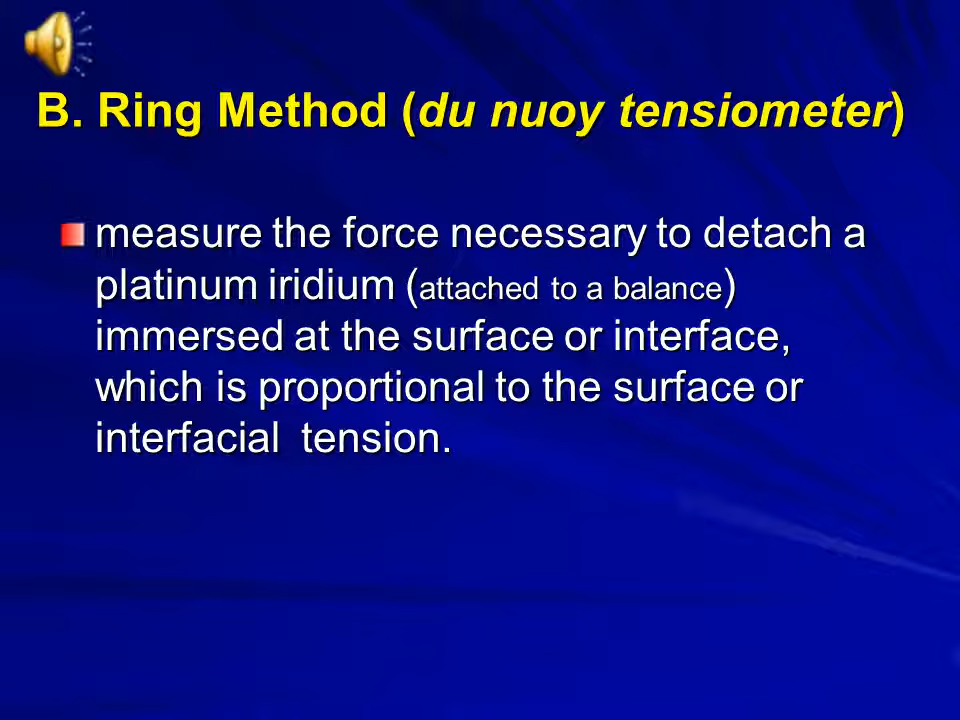 B. Ring Method (du nuoy tensiometer)
measure the force necessary to detach a
platinum iridium (attached to a balance)
immersed at the surface or interface,
which is proportional to the surface or
interfacial tension.